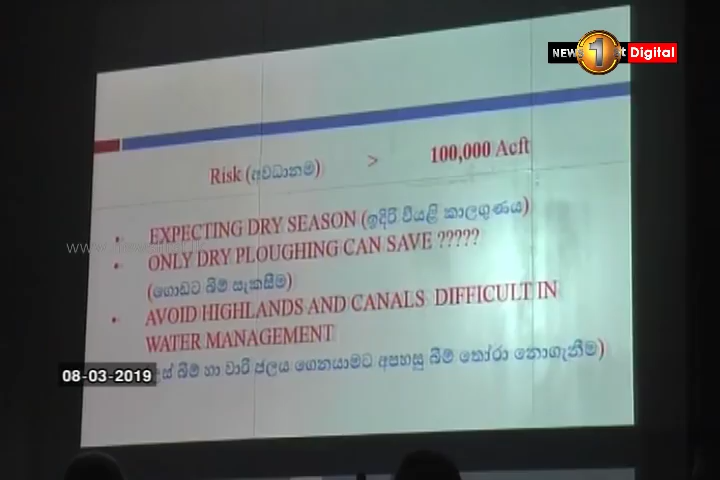 NEWS 1st Digital
Risk (අවධානම) > 100,000 Acft
• EXPECTING DRY SEASON (ඉදිරි වියළි කාලගුණය)
• ONLY DRY PLOUGHING CAN SAVE ?????
(ගොඩට බිම් සැකසීම)
• AVOID HIGHLANDS AND CANALS DIFFICULT IN
WATER MANAGEMENT
බිම් හා වාරි ජලය ගෙනයාමට අපහසු බිම් තෝරා නොගැනීම)
08-03-2019